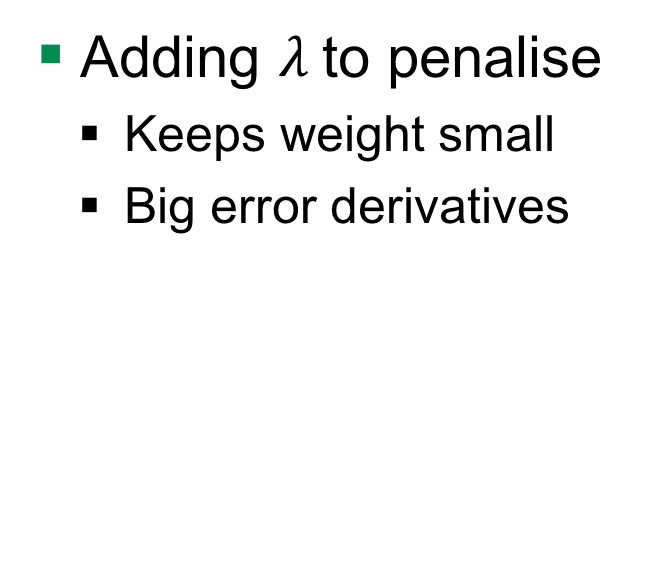 Adding λ to penalise
Keeps weight small
Big error derivatives